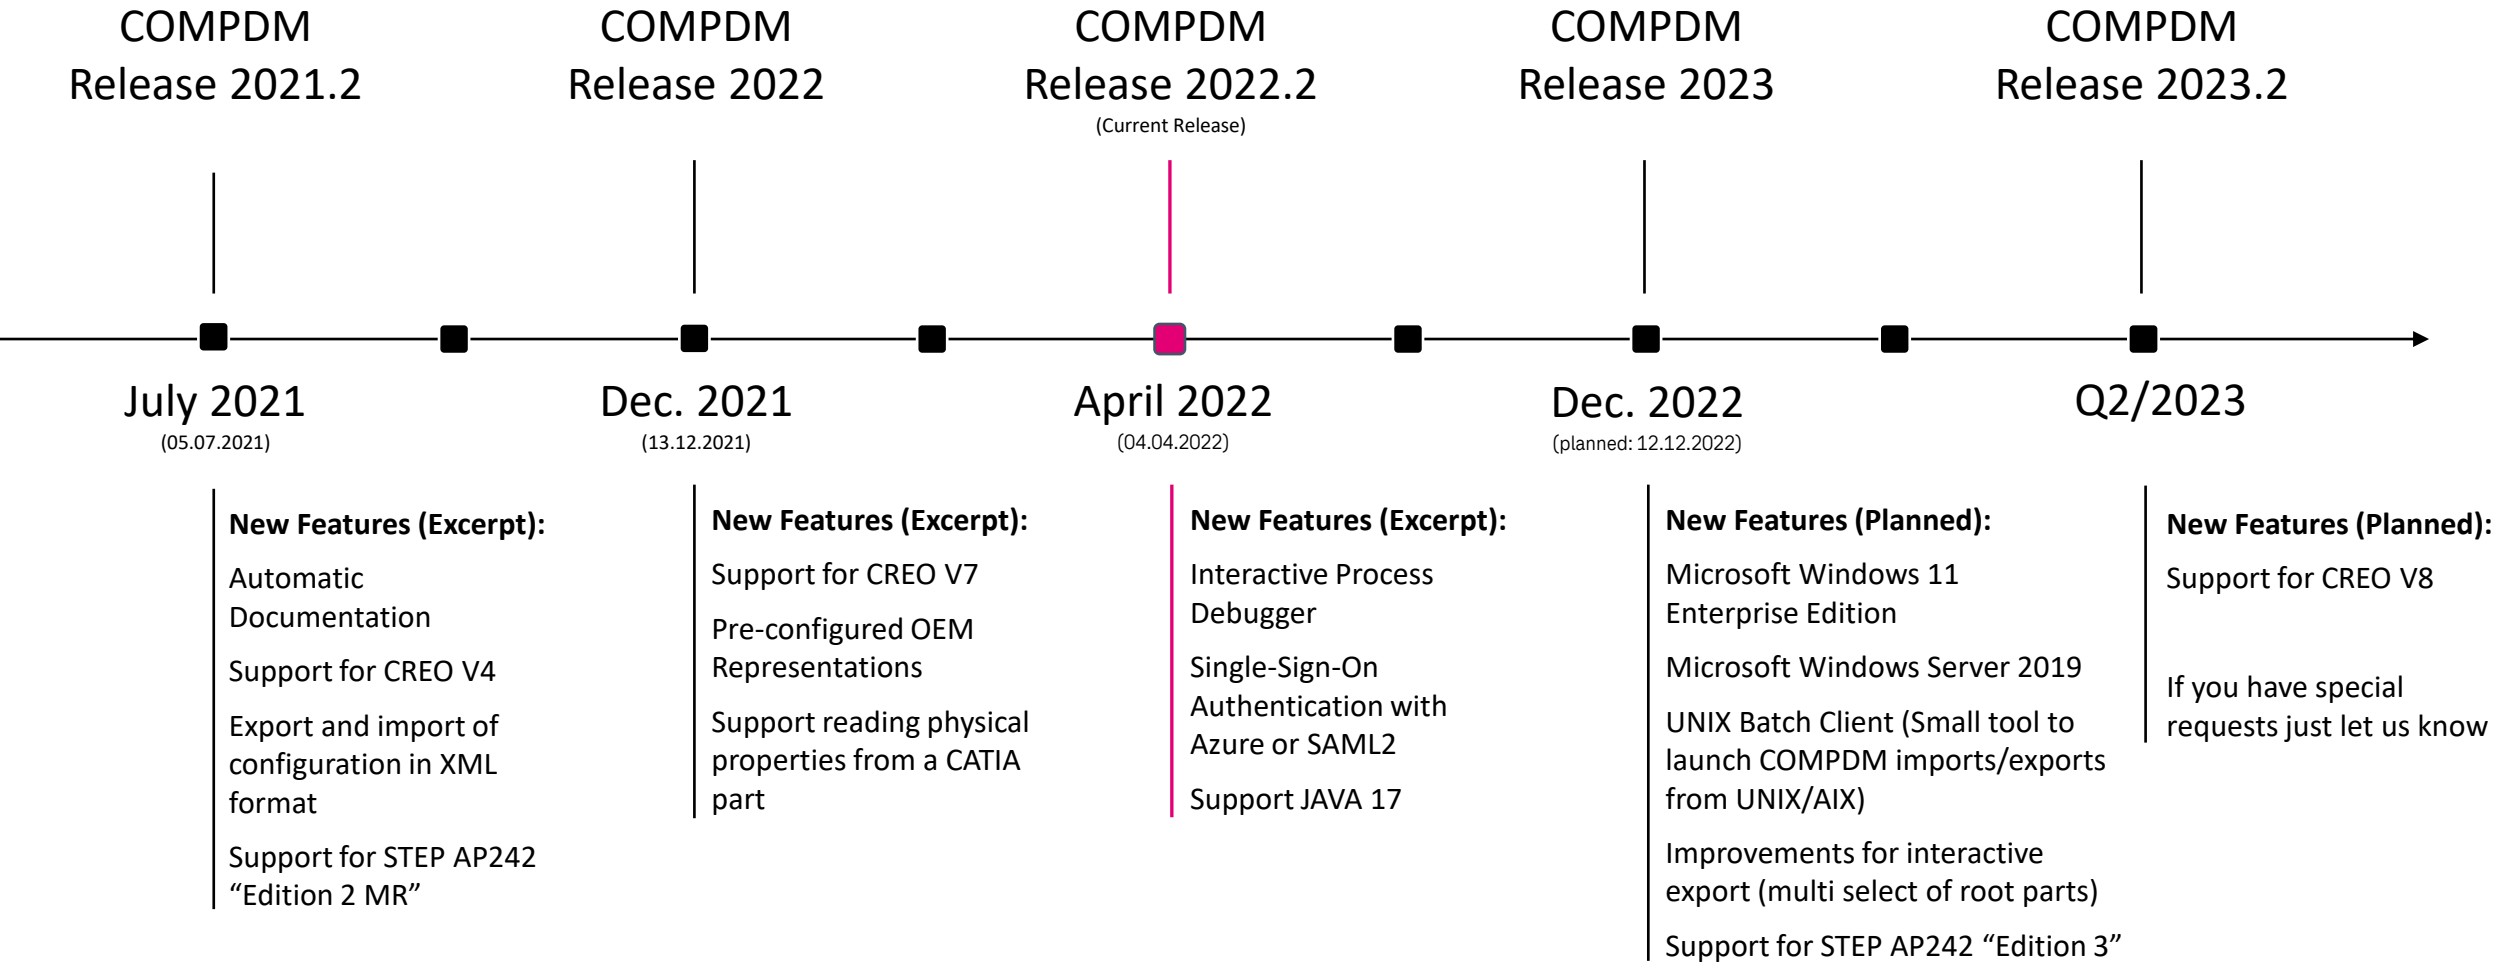 COMPDM
Release 2021.2
COMPDM
Release 2022
COMPDM
Release 2022.2
(Current Release)
COMPDM
Release 2023
COMPDM
Release 2023.2
July 2021
(05.07.2021)
Dec. 2021
(13.12.2021)
April 2022
(04.04.2022)
Dec. 2022
(planned: 12.12.2022)
Q2/2023
New Features (Excerpt):
Automatic
Documentation
Support for CREO V4
Export and import of
configuration in XML
format
Support for STEP AP242
“Edition 2 MR”
New Features (Excerpt):
Support for CREO V7
Pre-configured OEM
Representations
Support reading physical
properties from a CATIA
part
New Features (Excerpt):
Interactive Process
Debugger
Single-Sign-On
Authentication with
Azure or SAML2
Support JAVA 17
New Features (Planned):
Microsoft Windows 11
Enterprise Edition
Microsoft Windows Server 2019
UNIX Batch Client (Small tool to
launch COMPDM imports/exports
from UNIX/AIX)
Improvements for interactive
export (multi select of root parts)
Support for STEP AP242 “Edition 3”
New Features (Planned):
Support for CREO V8
If you have special
requests just let us know